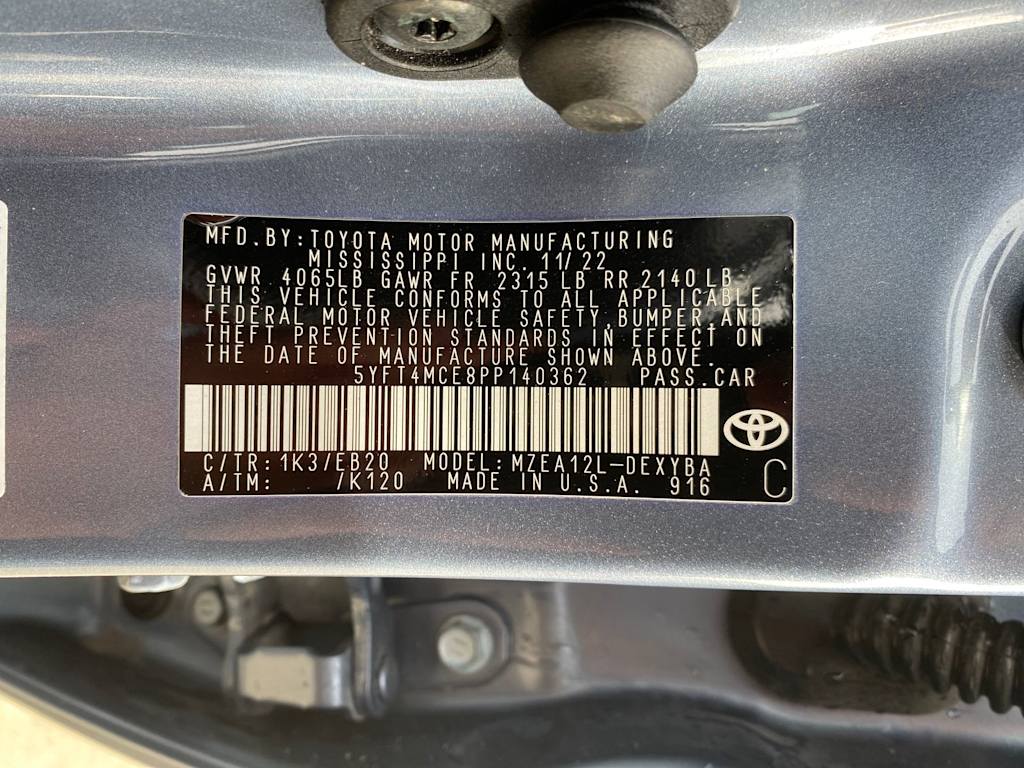 MFD.BY:TOYOTA MOTOR MANUFACTURING
MISSISSIPPI INC. 11/22
GVWR 4065LB GAWR FR 2315 LB RR 2140 LB
THIS VEHICLE CONFORMS TO ALL APPLICABLE
FEDERAL MOTOR VEHICLE SAFETY,BUMPER,AND
THEFT PREVENTION STANDARDS IN EFFECT ON
THE DATE OF MANUFACTURE SHOWN ABOVE.
5YFT4MCE8PP140362 PASS.CAR
C/TR: 1K3/EB20 MODEL:MZEA12L-DEXYBA
A/TM: /K120 MADE IN U.S.A. 916 C